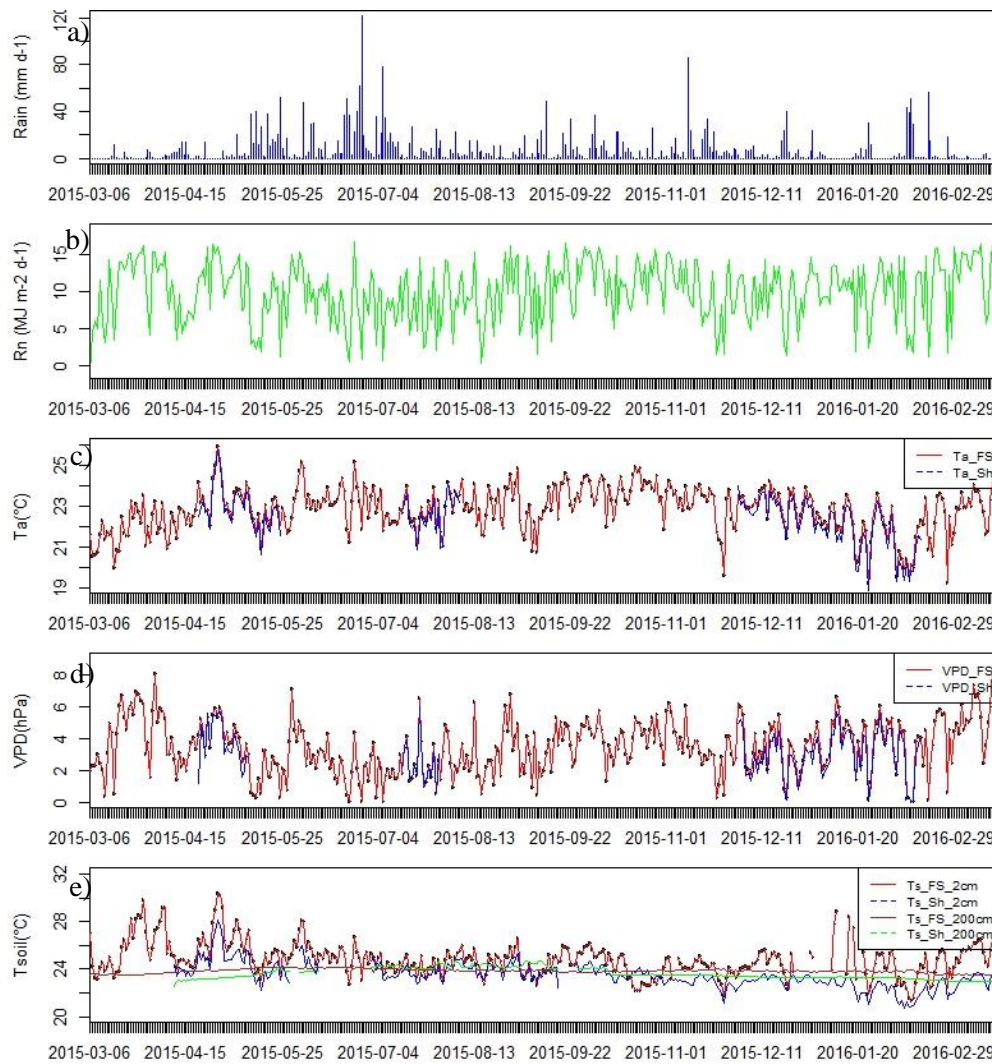 a)
Rain (mm d-1)
120
80
40
0
2015-03-06 2015-04-15 2015-05-25 2015-07-04 2015-08-13 2015-09-22 2015-11-01 2015-12-11 2016-01-20 2016-02-29
b)
Rn (MJ m-2 d-1)
15
10
5
0
2015-03-06 2015-04-15 2015-05-25 2015-07-04 2015-08-13 2015-09-22 2015-11-01 2015-12-11 2016-01-20 2016-02-29
c)
Ta(°C)
25
23
21
19
Ta_FS
Ta_Sh
2015-03-06 2015-04-15 2015-05-25 2015-07-04 2015-08-13 2015-09-22 2015-11-01 2015-12-11 2016-01-20 2016-02-29
d)
VPD(hPa)
8
6
4
2
0
VPD_FS
VPD_Sh
2015-03-06 2015-04-15 2015-05-25 2015-07-04 2015-08-13 2015-09-22 2015-11-01 2015-12-11 2016-01-20 2016-02-29
e)
Tsoil(°C)
32
28
24
20
Ts_FS_2cm
Ts_Sh_2cm
Ts_FS_200cm
Ts_Sh_200cm
2015-03-06 2015-04-15 2015-05-25 2015-07-04 2015-08-13 2015-09-22 2015-11-01 2015-12-11 2016-01-20 2016-02-29